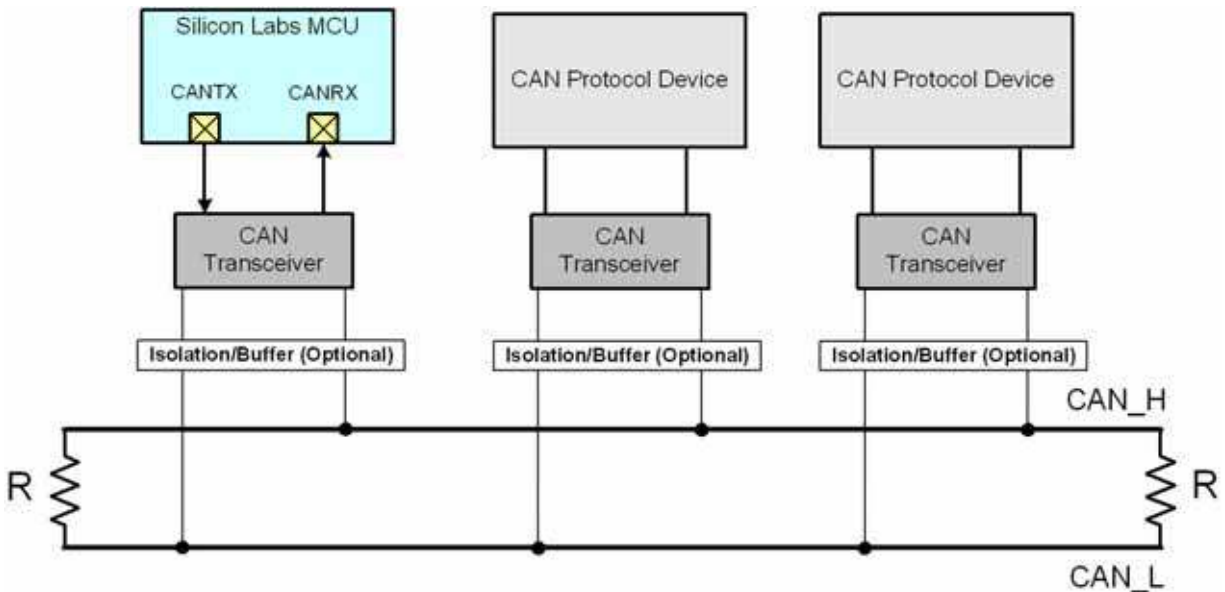 Silicon Labs MCU
CANTX
CANRX
CAN Protocol Device
CAN Protocol Device
CAN
Transceiver
CAN
Transceiver
CAN
Transceiver
Isolation/Buffer (Optional)
Isolation/Buffer (Optional)
Isolation/Buffer (Optional)
CAN_H
R
R
CAN_L